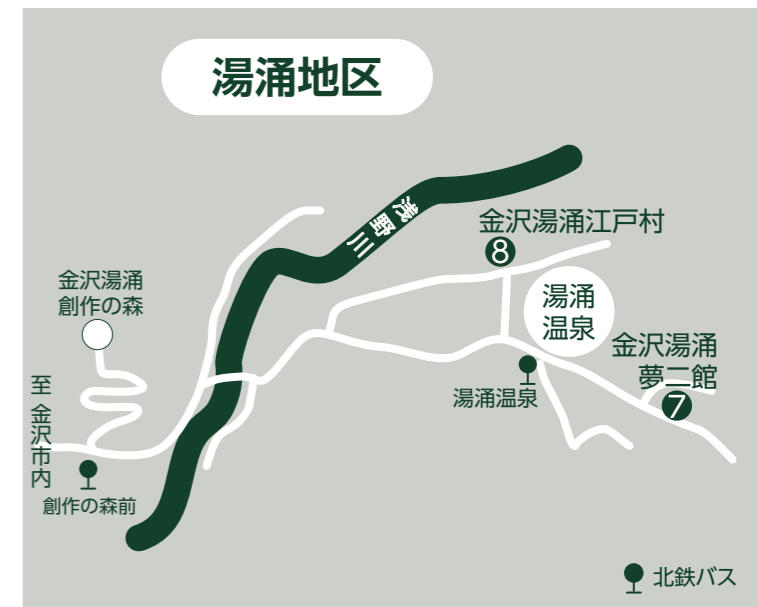 湯涌地区
浅野川
金沢湯涌江戸村
8
金沢湯涌
創作の森
湯涌
温泉
金沢湯涌
夢二館
7
湯涌温泉
至 金沢市内
創作の森前
北鉄バス